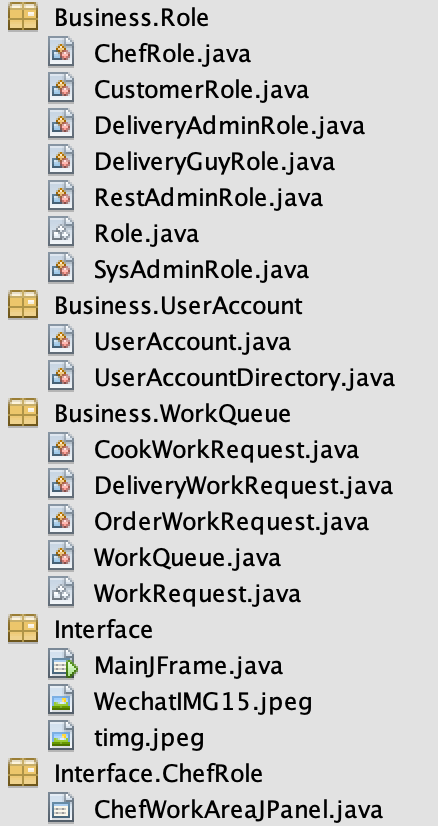 Business.Role
ChefRole.java
CustomerRole.java
DeliveryAdminRole.java
DeliveryGuyRole.java
RestAdminRole.java
Role.java
SysAdminRole.java
Business.UserAccount
UserAccount.java
UserAccountDirectory.java
Business.WorkQueue
CookWorkRequest.java
DeliveryWorkRequest.java
OrderWorkRequest.java
WorkQueue.java
WorkRequest.java
Interface
MainJFrame.java
WechatIMG15.jpeg
timg.jpeg
Interface.ChefRole
ChefWorkAreaJPanel.java